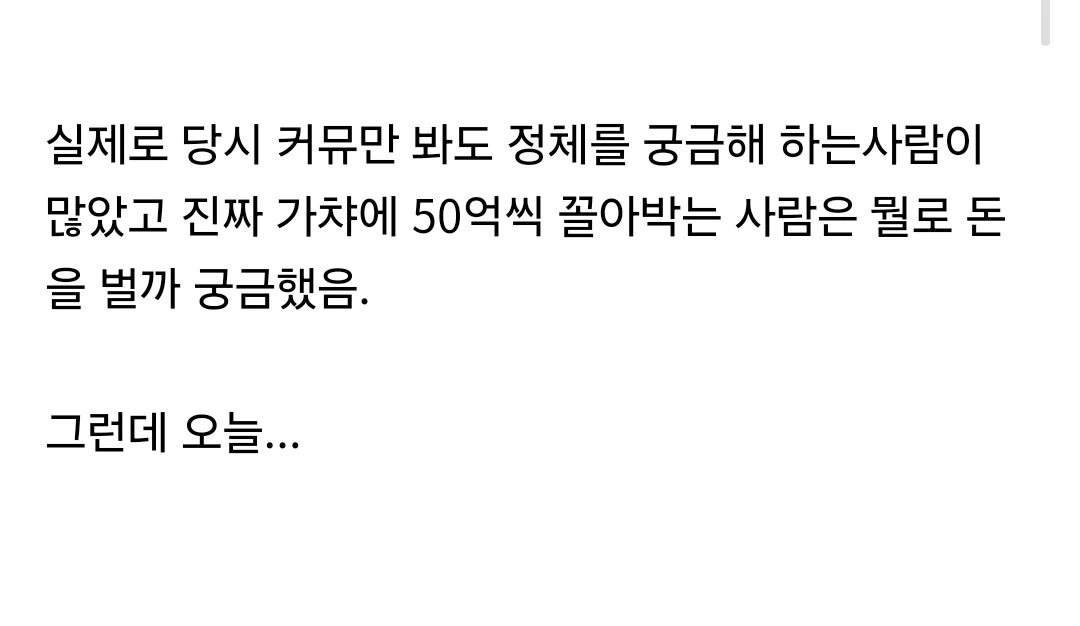 실제로 당시 커뮤만 봐도 정체를 궁금해 하는사람이
많았고 진짜 가챠에 50억씩 꼴아박는 사람은 뭘로 돈
을 벌까 궁금했음.
그런데 오늘...